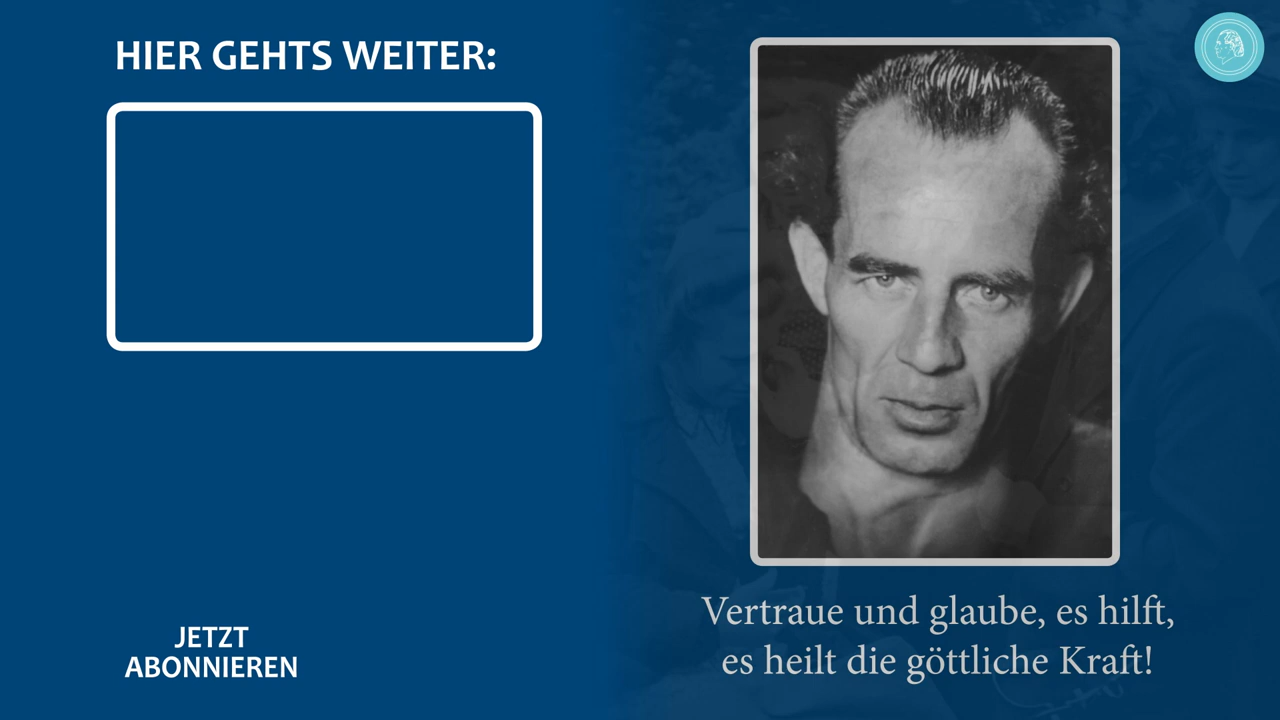 HIER GEHTS WEITER:
JETZT
ABONNIEREN
Vertraue und glaube, es hilft,
es heilt die göttliche Kraft!